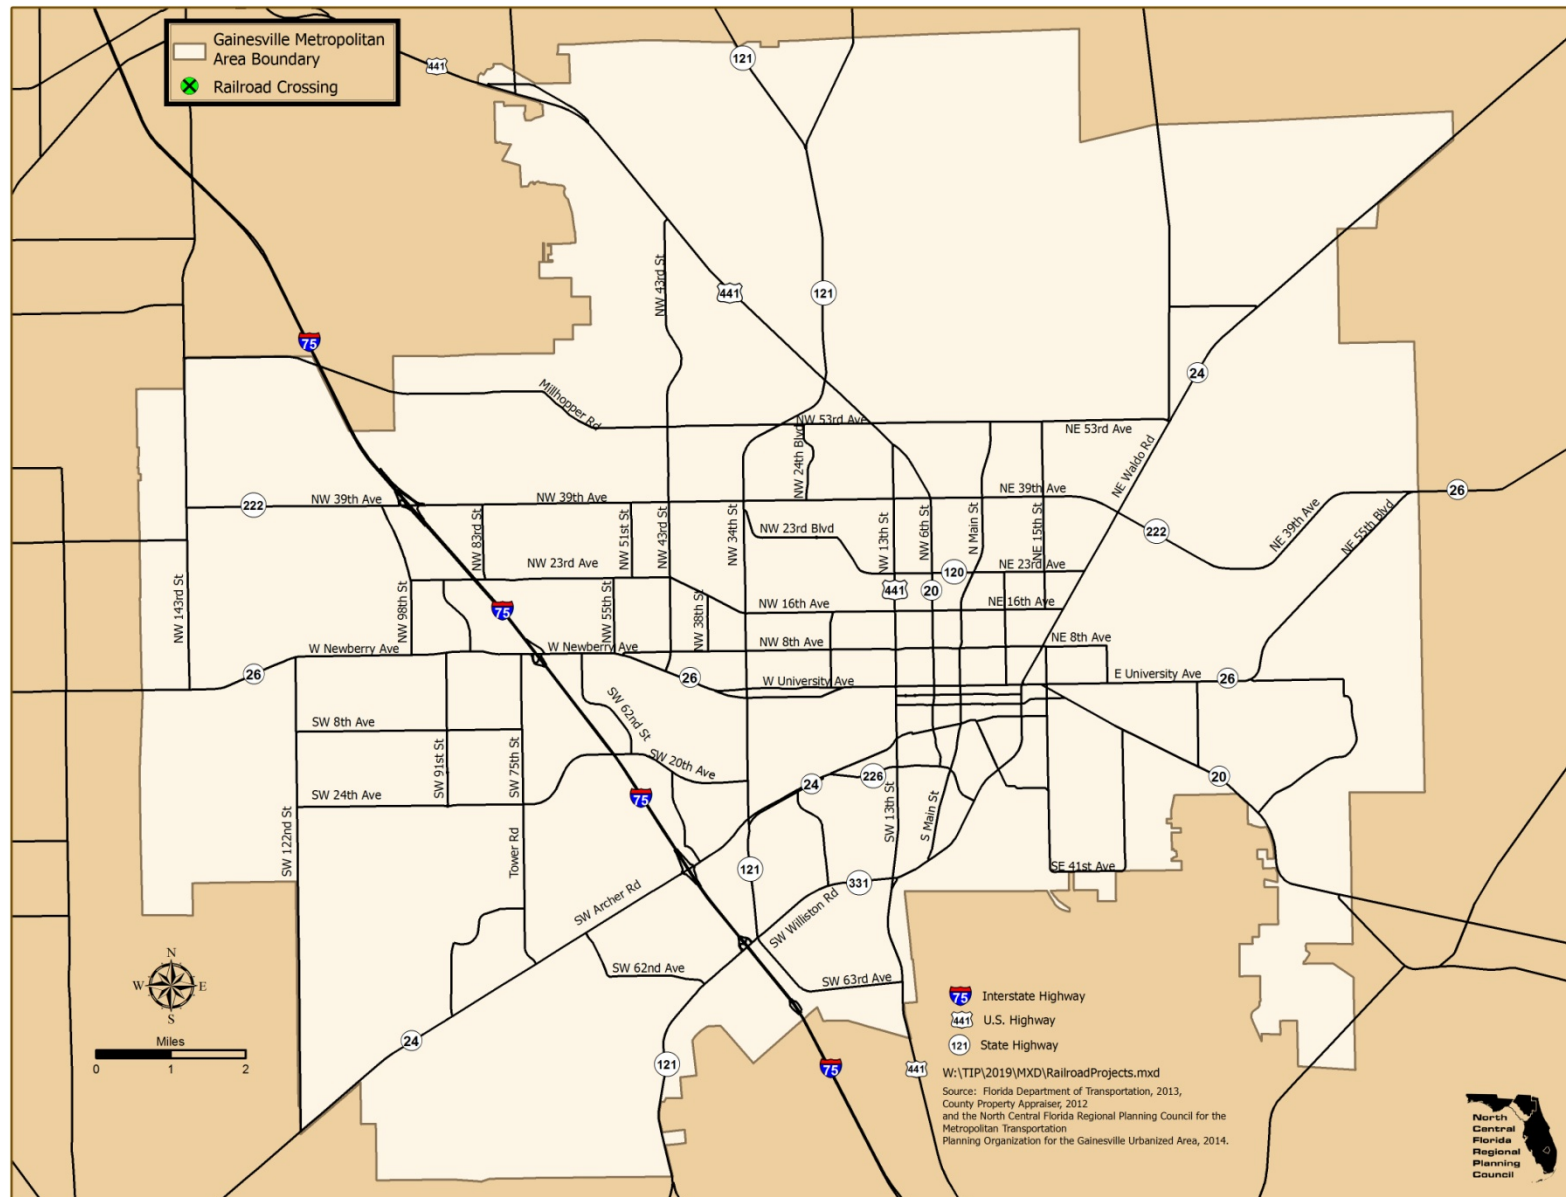 Gainesville Metropolitan
Area Boundary
Railroad Crossing
441
121
NW 43rd St
441
121
75
24
Millhopper Rd
NW 53rd Ave
NE 53rd Ave
NW 24th Blvd
NE Waldo Rd
222
NW 39th Ave
NW 39th Ave
NE 39th Ave
26
NW 83rd St
NW 51st St
NW 43rd St
NW 34th St
NW 23rd Blvd
NW 13th St
NW 6th St
N Main St
NE 15th St
222
NE 39th Ave
NE 55th Blvd
NW 23rd Ave
120
NE 23rd Ave
NW 143rd St
NW 98th St
75
NW 55th St
NW 38th St
441
20
NW 16th Ave
NE 16th Ave
W Newberry Ave
W Newberry Ave
NW 8th Ave
NE 8th Ave
26
26
W University Ave
E University Ave
26
SW 62nd St
SW 8th Ave
SW 91st St
SW 75th St
SW 20th Ave
24
226
20
SW 24th Ave
75
SW 122nd St
Tower Rd
SW 13th St
S Main St
121
331
SE 41st Ave
SW Archer Rd
SW Williston Rd
SW 62nd Ave
SW 63rd Ave
N
W E
S
Miles
0 1 2
24
121
75
441
75 Interstate Highway
441 U.S. Highway
121 State Highway
W:\TIP\2019\MXD\RailroadProjects.mxd
Source: Florida Department of Transportation, 2013,
County Property Appraiser, 2012
and the North Central Florida Regional Planning Council for the
Metropolitan Transportation
Planning Organization for the Gainesville Urbanized Area, 2014.
North
Central
Florida
Regional
Planning
Council